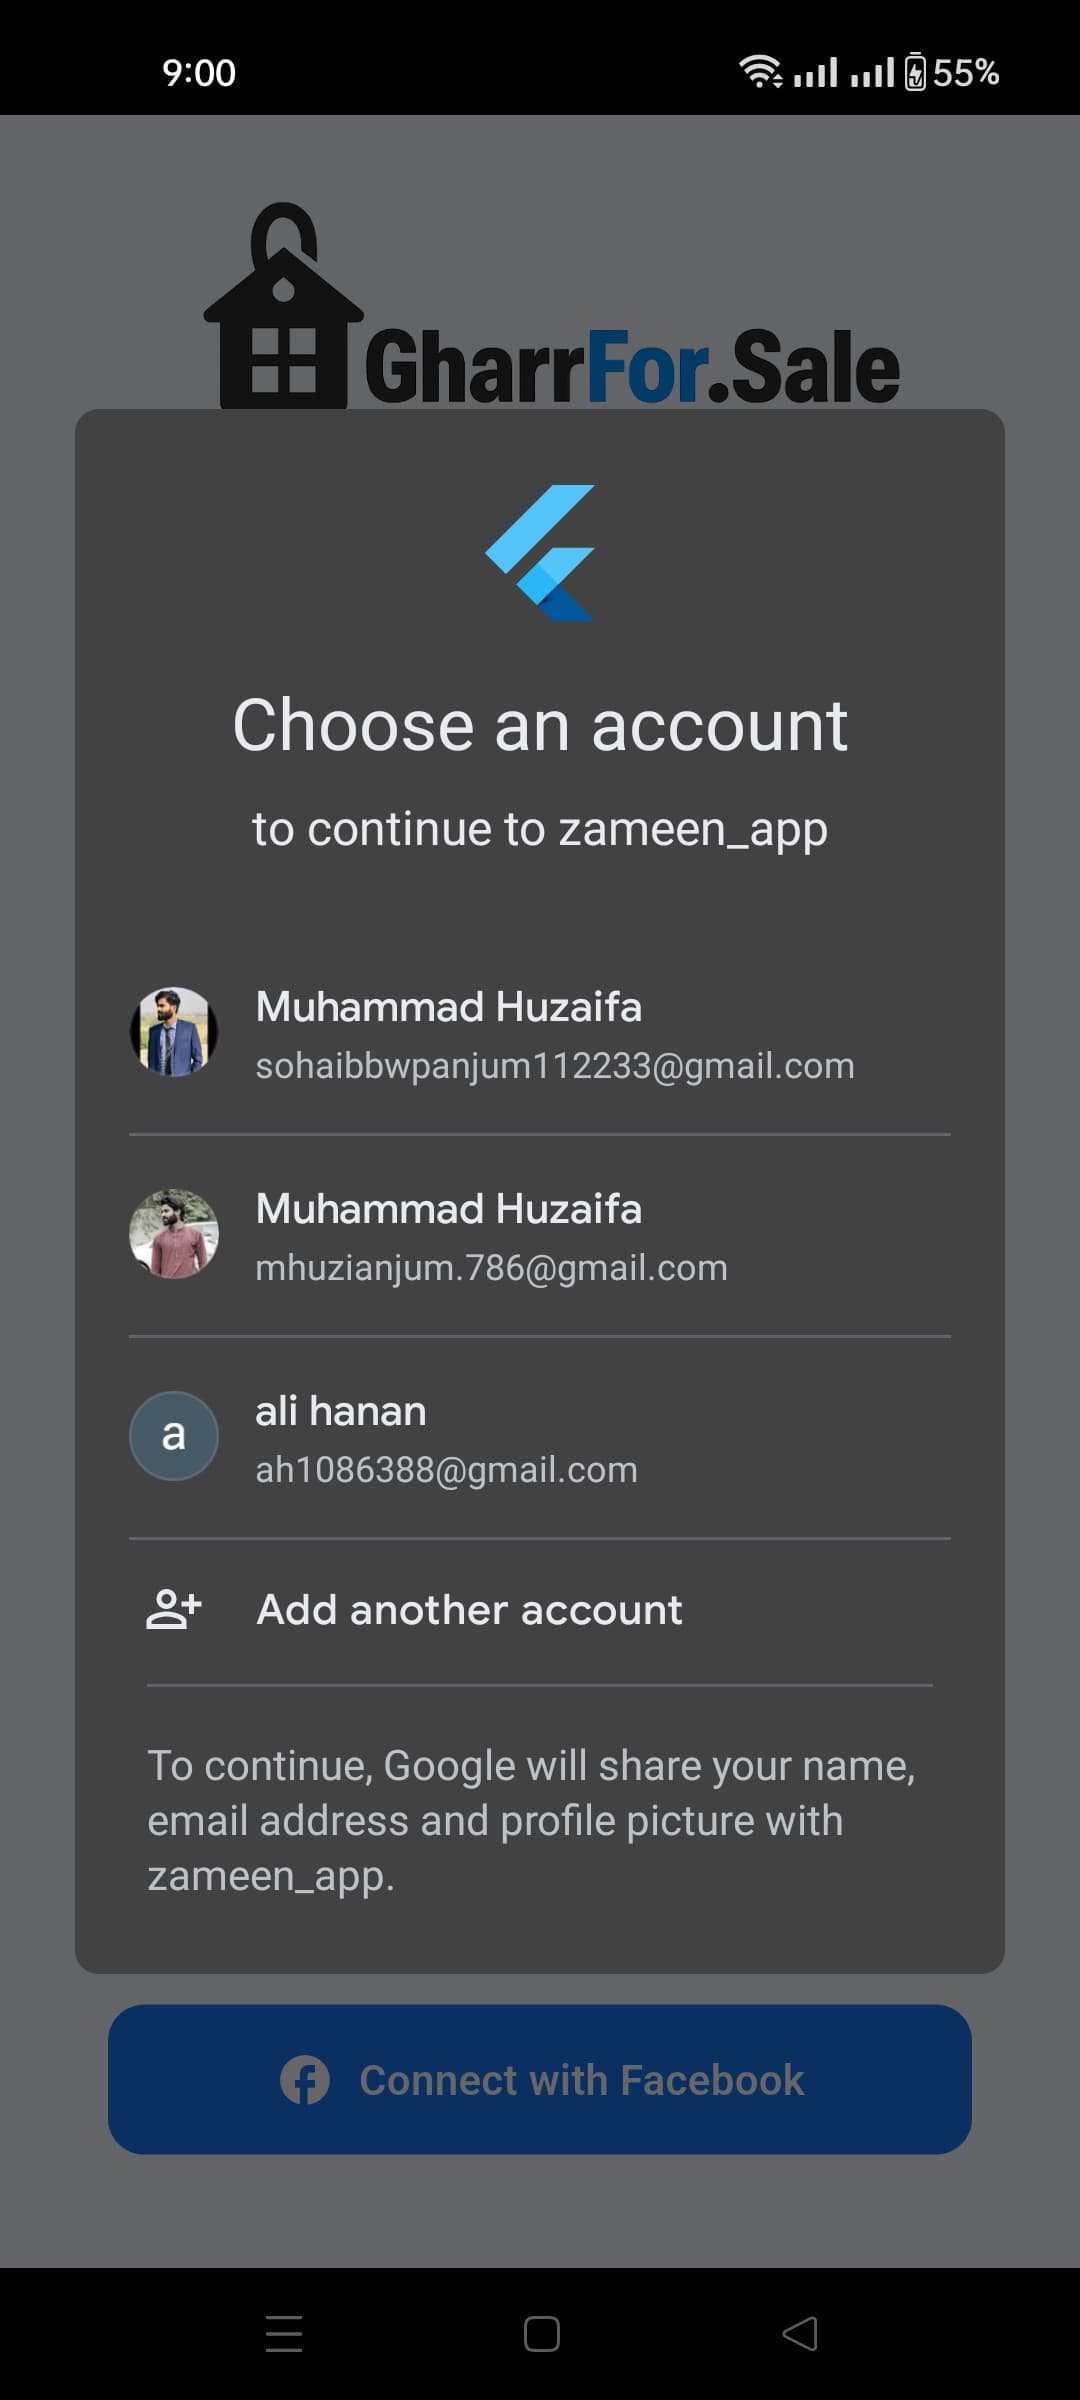 9:00
55%
GharrFor.Sale
Choose an account
to continue to zameen_app
Muhammad Huzaifa
sohaibbwpanjum112233@gmail.com
Muhammad Huzaifa
mhuzianjum.786@gmail.com
a
ali hanan
ah1086388@gmail.com
Add another account
To continue, Google will share your name,
email address and profile picture with
zameen_app.
Connect with Facebook